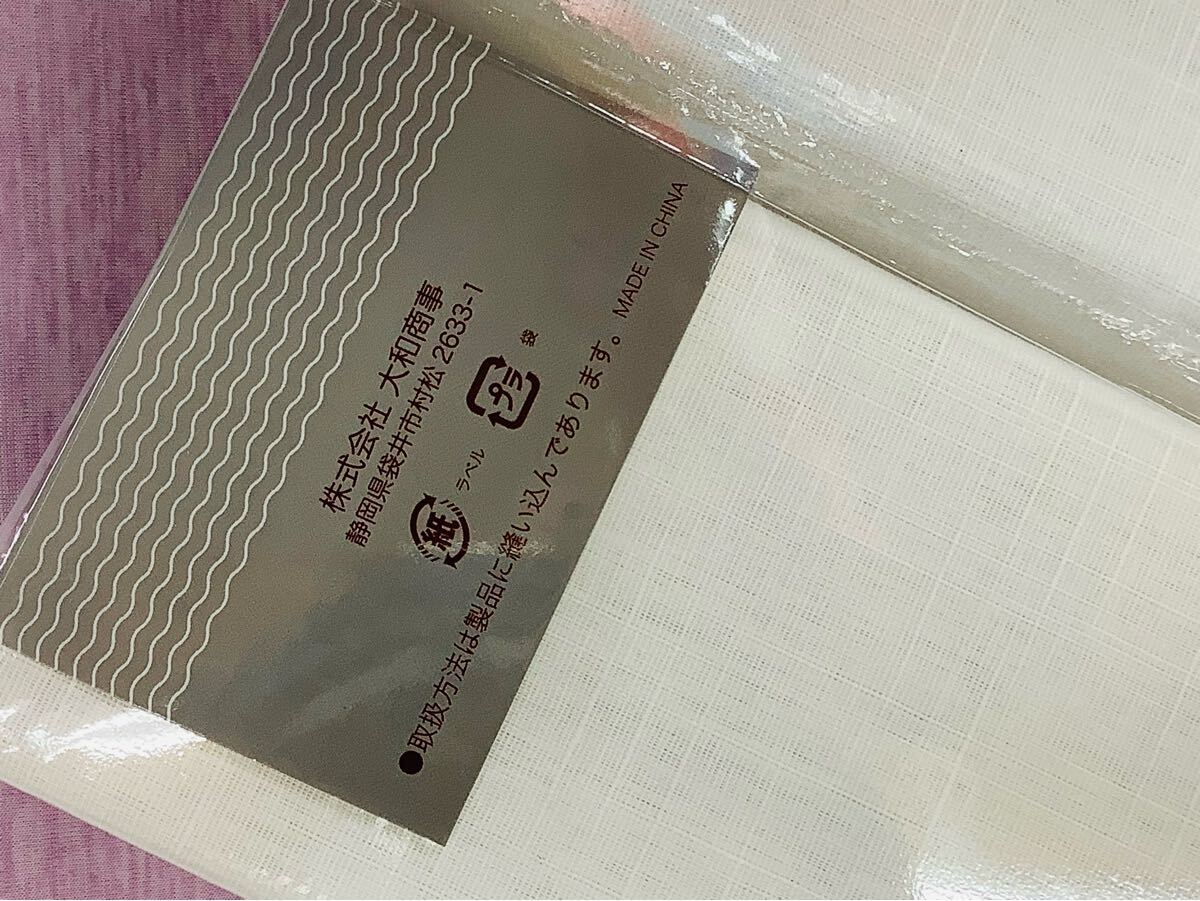 株式会社 大和商事
静岡県袋井市村松 2633-1
紙 ラベル プラ 袋
●取扱方法は製品に縫い込んであります。 MADE IN CHINA